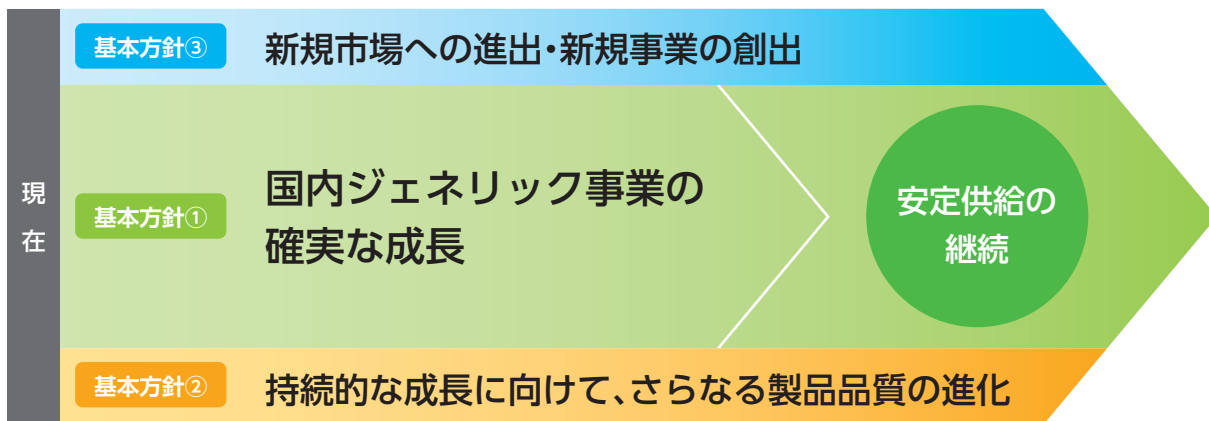 現在
基本方針③
新規市場への進出・新規事業の創出
基本方針①
国内ジェネリック事業の
確実な成長
安定供給の
継続
基本方針②
持続的な成長に向けて、さらなる製品品質の進化